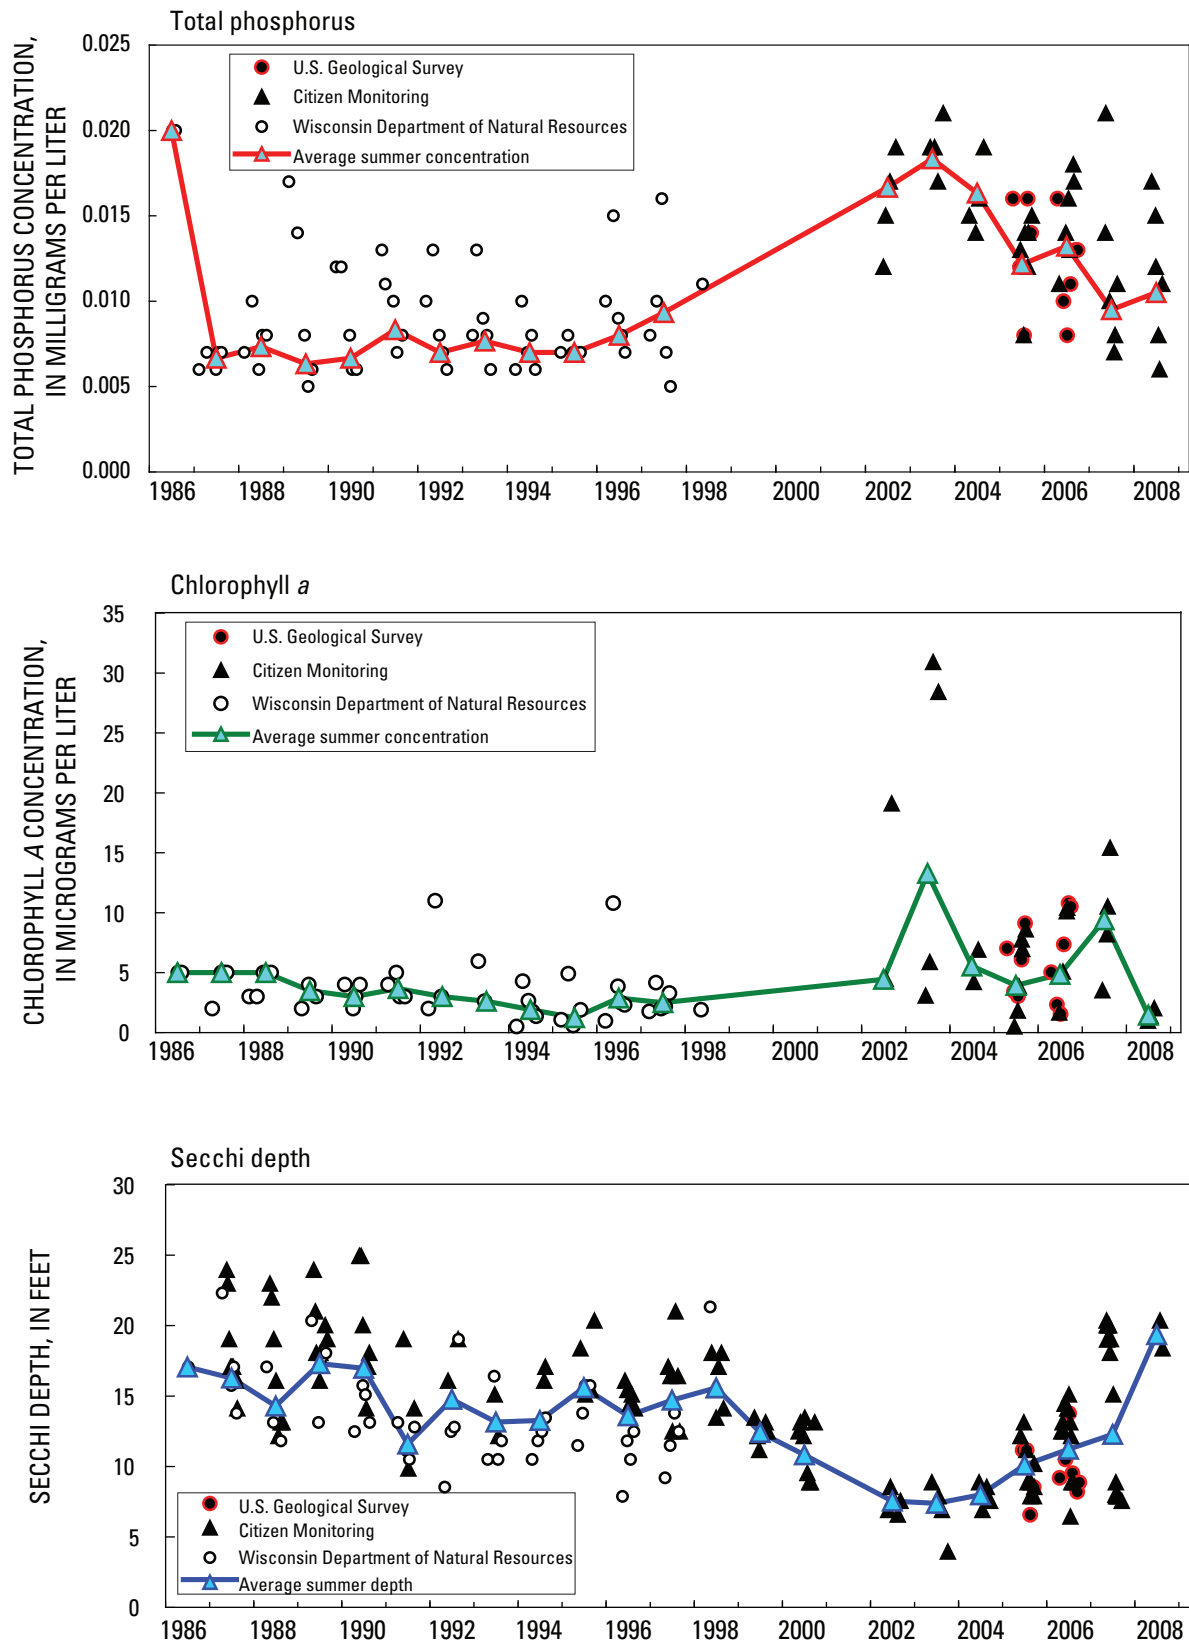 Total phosphorus
TOTAL PHOSPHORUS CONCENTRATION,
IN MILLIGRAMS PER LITER
0.025
0.020
0.015
0.010
0.005
0.000
U.S. Geological Survey
Citizen Monitoring
Wisconsin Department of Natural Resources
Average summer concentration
1986 1988 1990 1992 1994 1996 1998 2000 2002 2004 2006 2008
Chlorophyll a
CHLOROPHYLL A CONCENTRATION,
IN MICROGRAMS PER LITER
35
30
25
20
15
10
5
0
U.S. Geological Survey
Citizen Monitoring
Wisconsin Department of Natural Resources
Average summer concentration
1986 1988 1990 1992 1994 1996 1998 2000 2002 2004 2006 2008
Secchi depth
SECCHI DEPTH, IN FEET
30
25
20
15
10
5
0
U.S. Geological Survey
Citizen Monitoring
Wisconsin Department of Natural Resources
Average summer depth
1986 1988 1990 1992 1994 1996 1998 2000 2002 2004 2006 2008